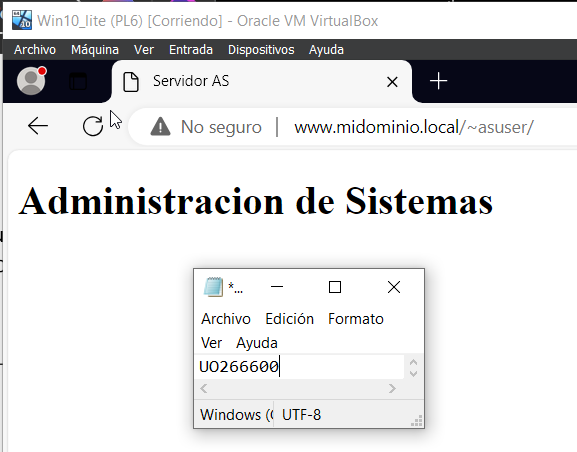 Win10_lite (PL6) [Corriendo] - Oracle VM VirtualBox
Archivo Máquina Ver Entrada Dispositivos Ayuda
Servidor AS
No seguro | www.midominio.local/~asuser/
Administracion de Sistemas
*...
Archivo Edición Formato
Ver Ayuda
UO266600
Windows (C UTF-8